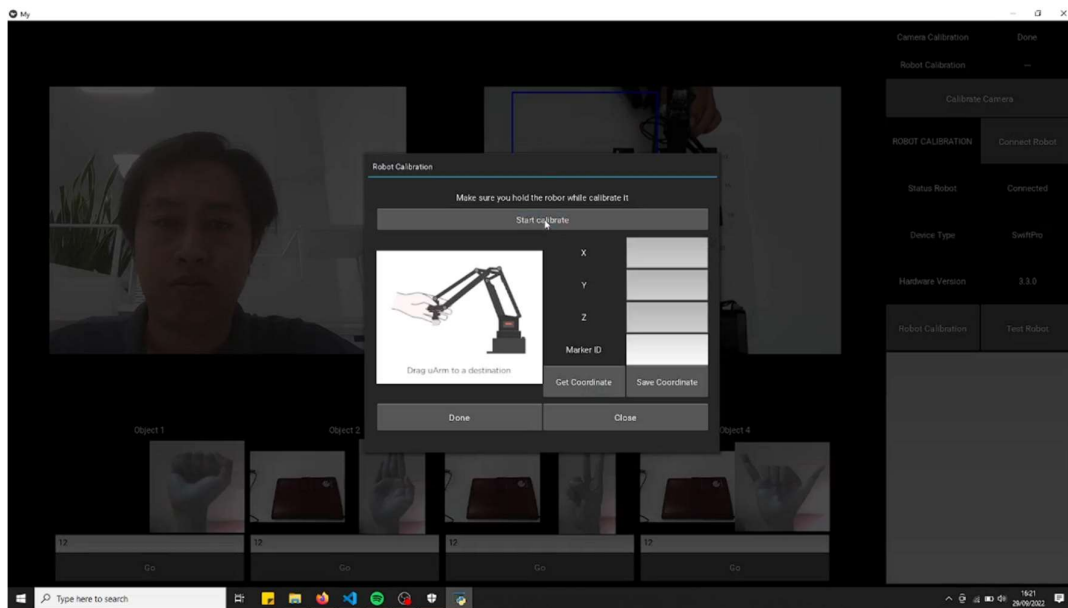 My
Camera Calibration Done
Robot Calibration --
Calibrate Camera
ROBOT CALIBRATION Connect Robot
Status Robot Connected
Device Type SwiftPro
Hardware Version 3.3.0
Robot Calibration Test Robot
Robot Calibration
Make sure you hold the robor while calibrate it
Start calibrate
X
Y
Z
Marker ID
Drag uArm to a destination
Get Coordinate Save Coordinate
Done Close
Object 1 Object 2 Object 4
12 12 12 12
Go Go Go Go
Type here to search
16:21
29/09/2022